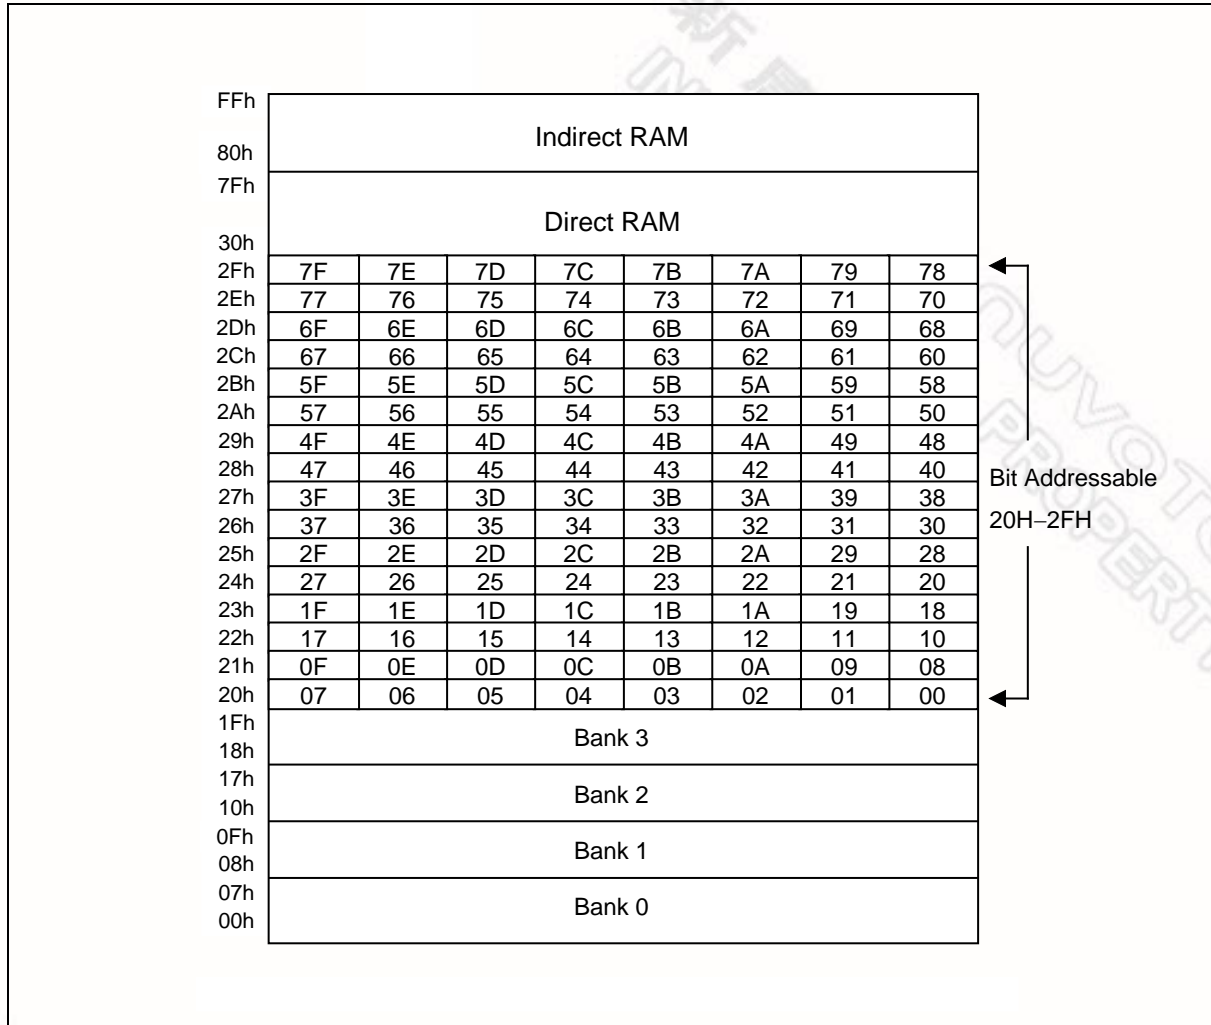 FFh
Indirect RAM
80h
7Fh
Direct RAM
30h
2Fh 7F 7E 7D 7C 7B 7A 79 78
2Eh 77 76 75 74 73 72 71 70
2Dh 6F 6E 6D 6C 6B 6A 69 68
2Ch 67 66 65 64 63 62 61 60
2Bh 5F 5E 5D 5C 5B 5A 59 58
2Ah 57 56 55 54 53 52 51 50
29h 4F 4E 4D 4C 4B 4A 49 48
28h 47 46 45 44 43 42 41 40
27h 3F 3E 3D 3C 3B 3A 39 38
26h 37 36 35 34 33 32 31 30
25h 2F 2E 2D 2C 2B 2A 29 28
24h 27 26 25 24 23 22 21 20
23h 1F 1E 1D 1C 1B 1A 19 18
22h 17 16 15 14 13 12 11 10
21h 0F 0E 0D 0C 0B 0A 09 08
20h 07 06 05 04 03 02 01 00
Bit Addressable
20H–2FH
1Fh
Bank 3
18h
17h
Bank 2
10h
0Fh
Bank 1
08h
07h
Bank 0
00h